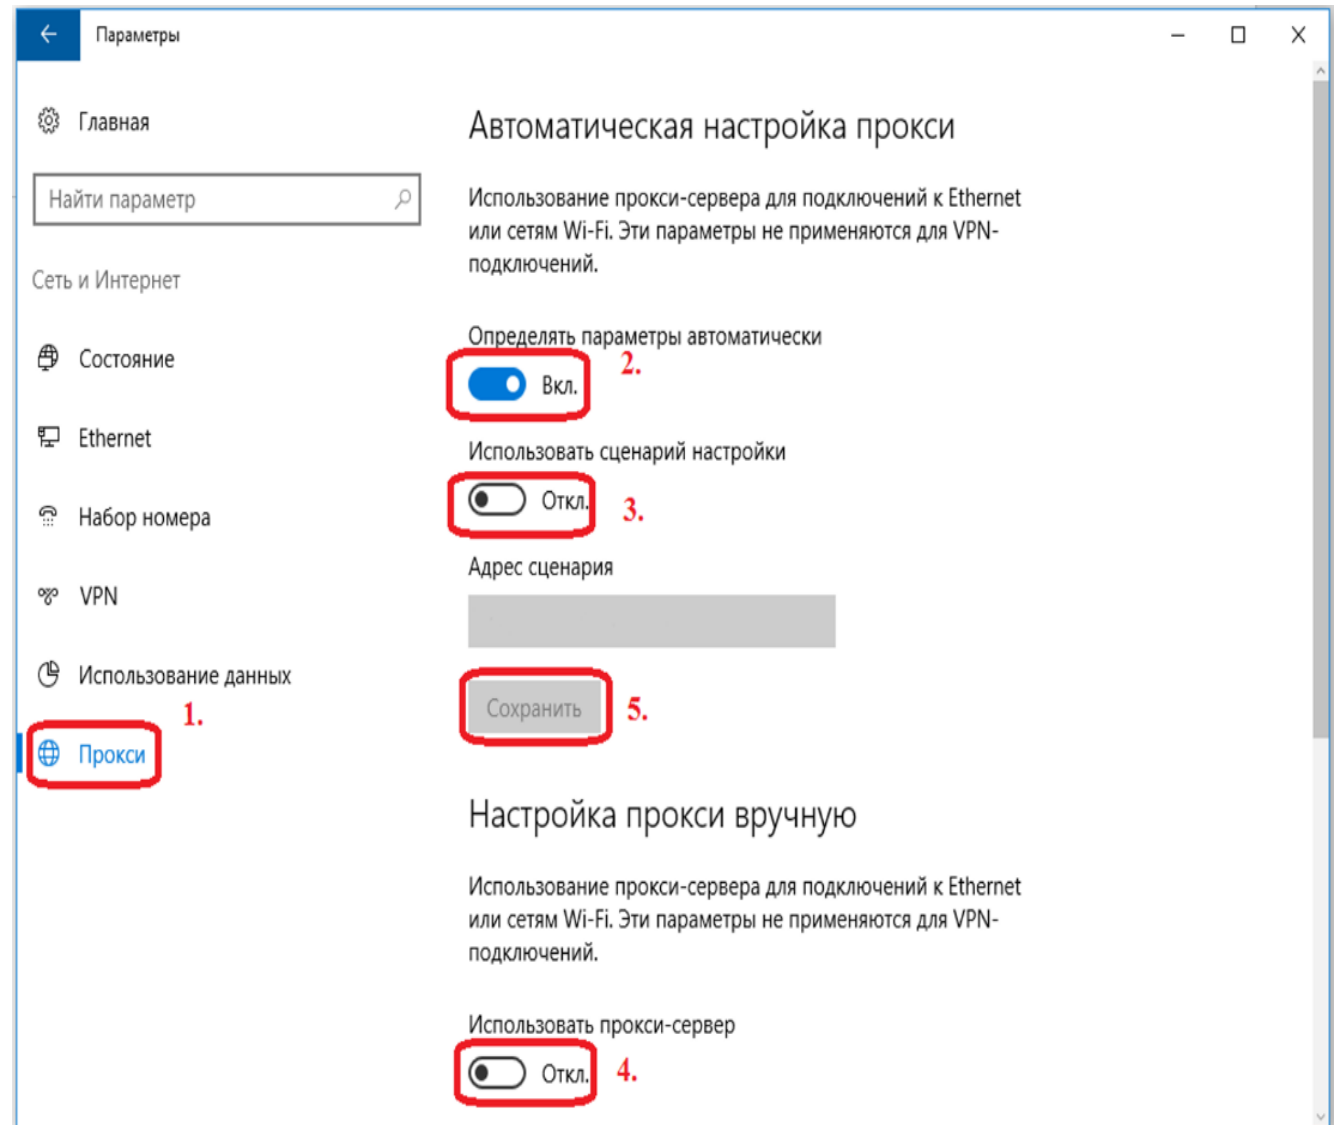 Параметры
Главная
Найти параметр
Сеть и Интернет
Состояние
Ethernet
Набор номера
VPN
Использование данных
1.
Прокси
Автоматическая настройка прокси
Использование прокси-сервера для подключений к Ethernet
или сетям Wi-Fi. Эти параметры не применяются для VPN-
подключений.
Определять параметры автоматически
Вкл.
2.
Использовать сценарий настройки
Откл.
3.
Адрес сценария
Сохранить
5.
Настройка прокси вручную
Использование прокси-сервера для подключений к Ethernet
или сетям Wi-Fi. Эти параметры не применяются для VPN-
подключений.
Использовать прокси-сервер
Откл.
4.